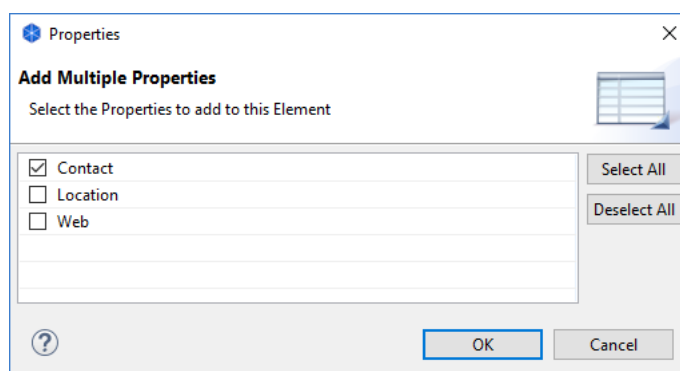 Properties
Add Multiple Properties
Select the Properties to add to this Element
Contact
Select All
Location
Deselect All
Web
?
OK
Cancel